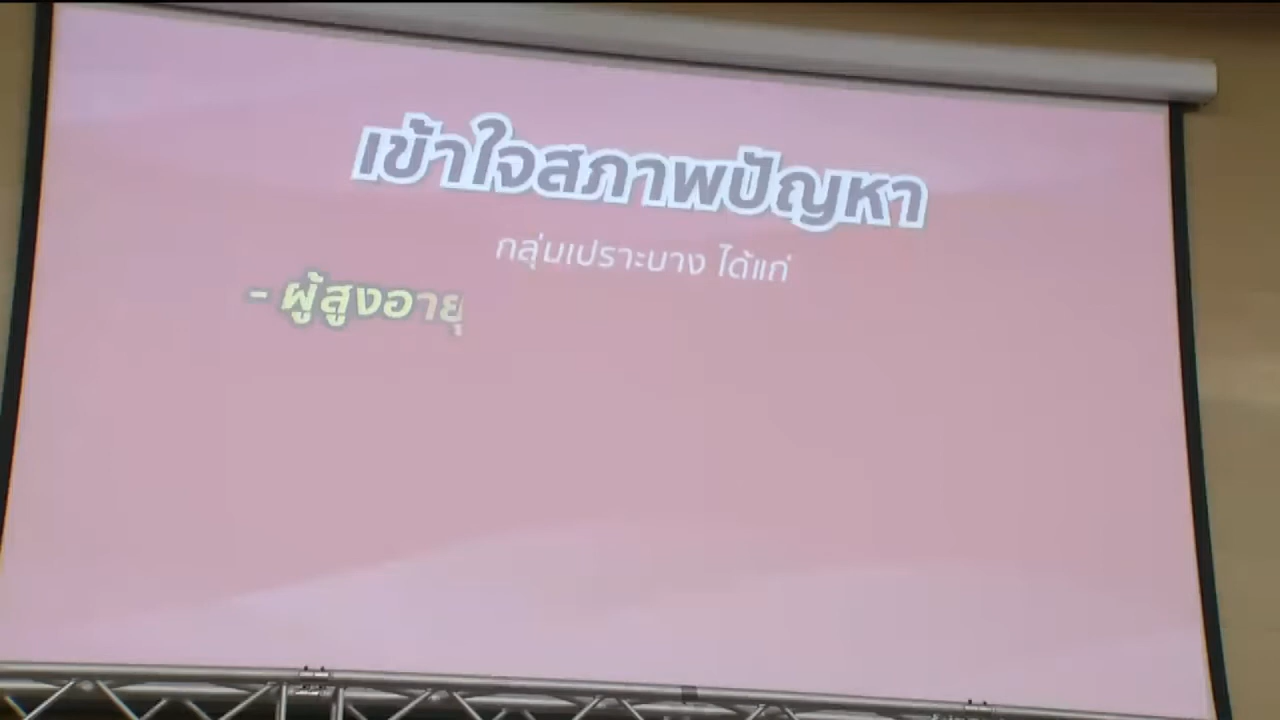 เข้าใจสภาพปัญหา
กลุ่มเปราะบาง ได้แก่
- ผู้สูงอายุ